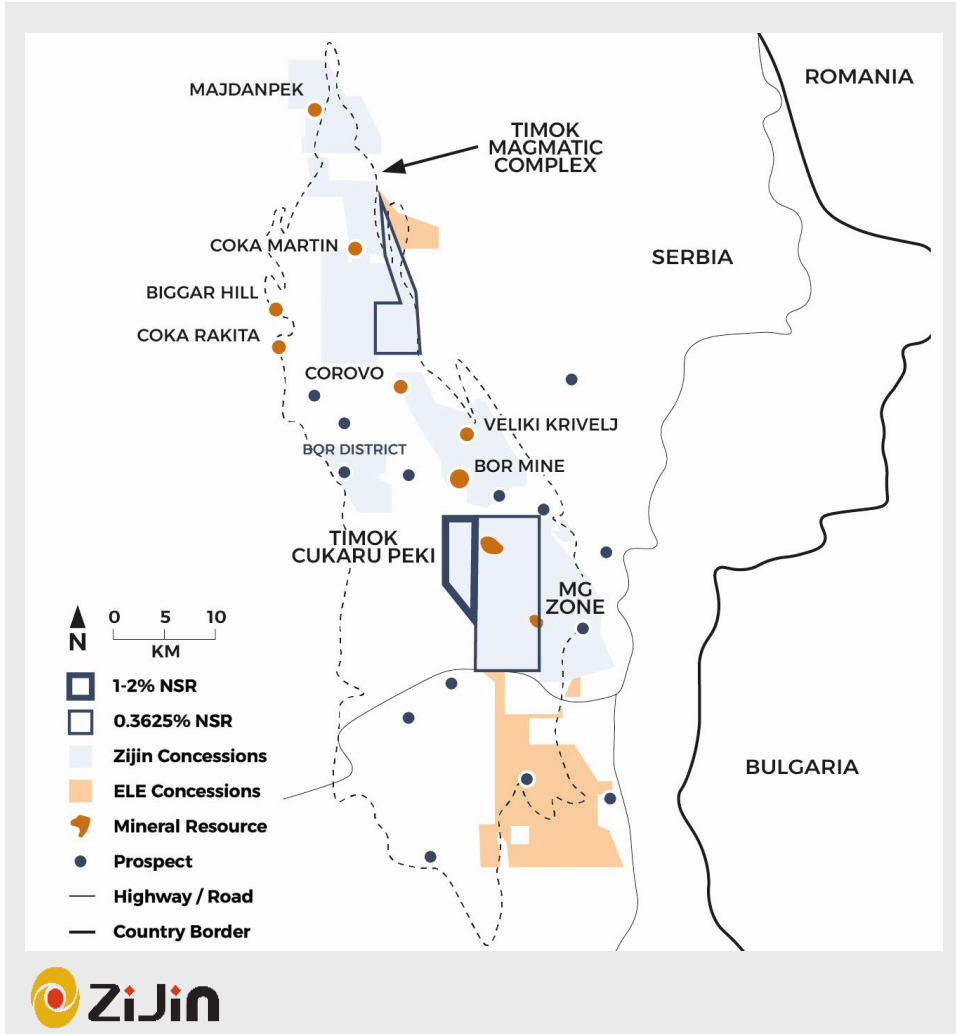 ROMANIA
MAJDANPEK
TIMOK
MAGMATIC
COMPLEX
COKA MARTIN
SERBIA
BIGGAR HILL
COKA RAKITA
COROVO
VELIKI KRIVELJ
BOR DISTRICT
BOR MINE
TIMOK
CUKARU PEKI
MG
ZONE
N
0 5 10
KM
1-2% NSR
0.3625% NSR
Zijin Concessions
ELE Concessions
Mineral Resource
Prospect
Highway / Road
Country Border
BULGARIA
ZiJin